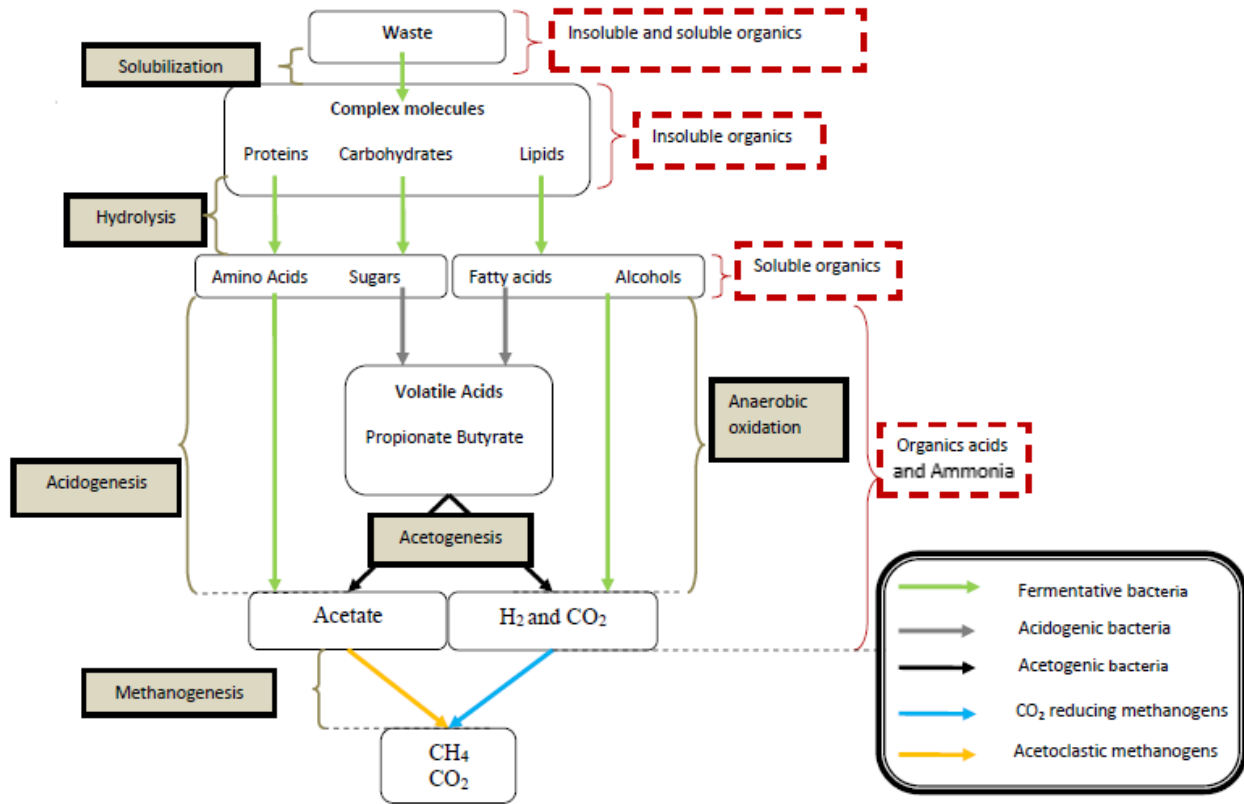 Waste
Insoluble and soluble organics
Solubilization
Complex molecules
Proteins Carbohydrates Lipids
Insoluble organics
Hydrolysis
Amino Acids Sugars Fatty acids Alcohols
Soluble organics
Volatile Acids
Propionate Butyrate
Anaerobic
oxidation
Organics acids
and Ammonia
Acidogenesis
Acetogenesis
Acetate
H₂ and CO₂
Methanogenesis
CH₄
CO₂
Fermentative bacteria
Acidogenic bacteria
Acetogenic bacteria
CO₂ reducing methanogens
Acetoclastic methanogens